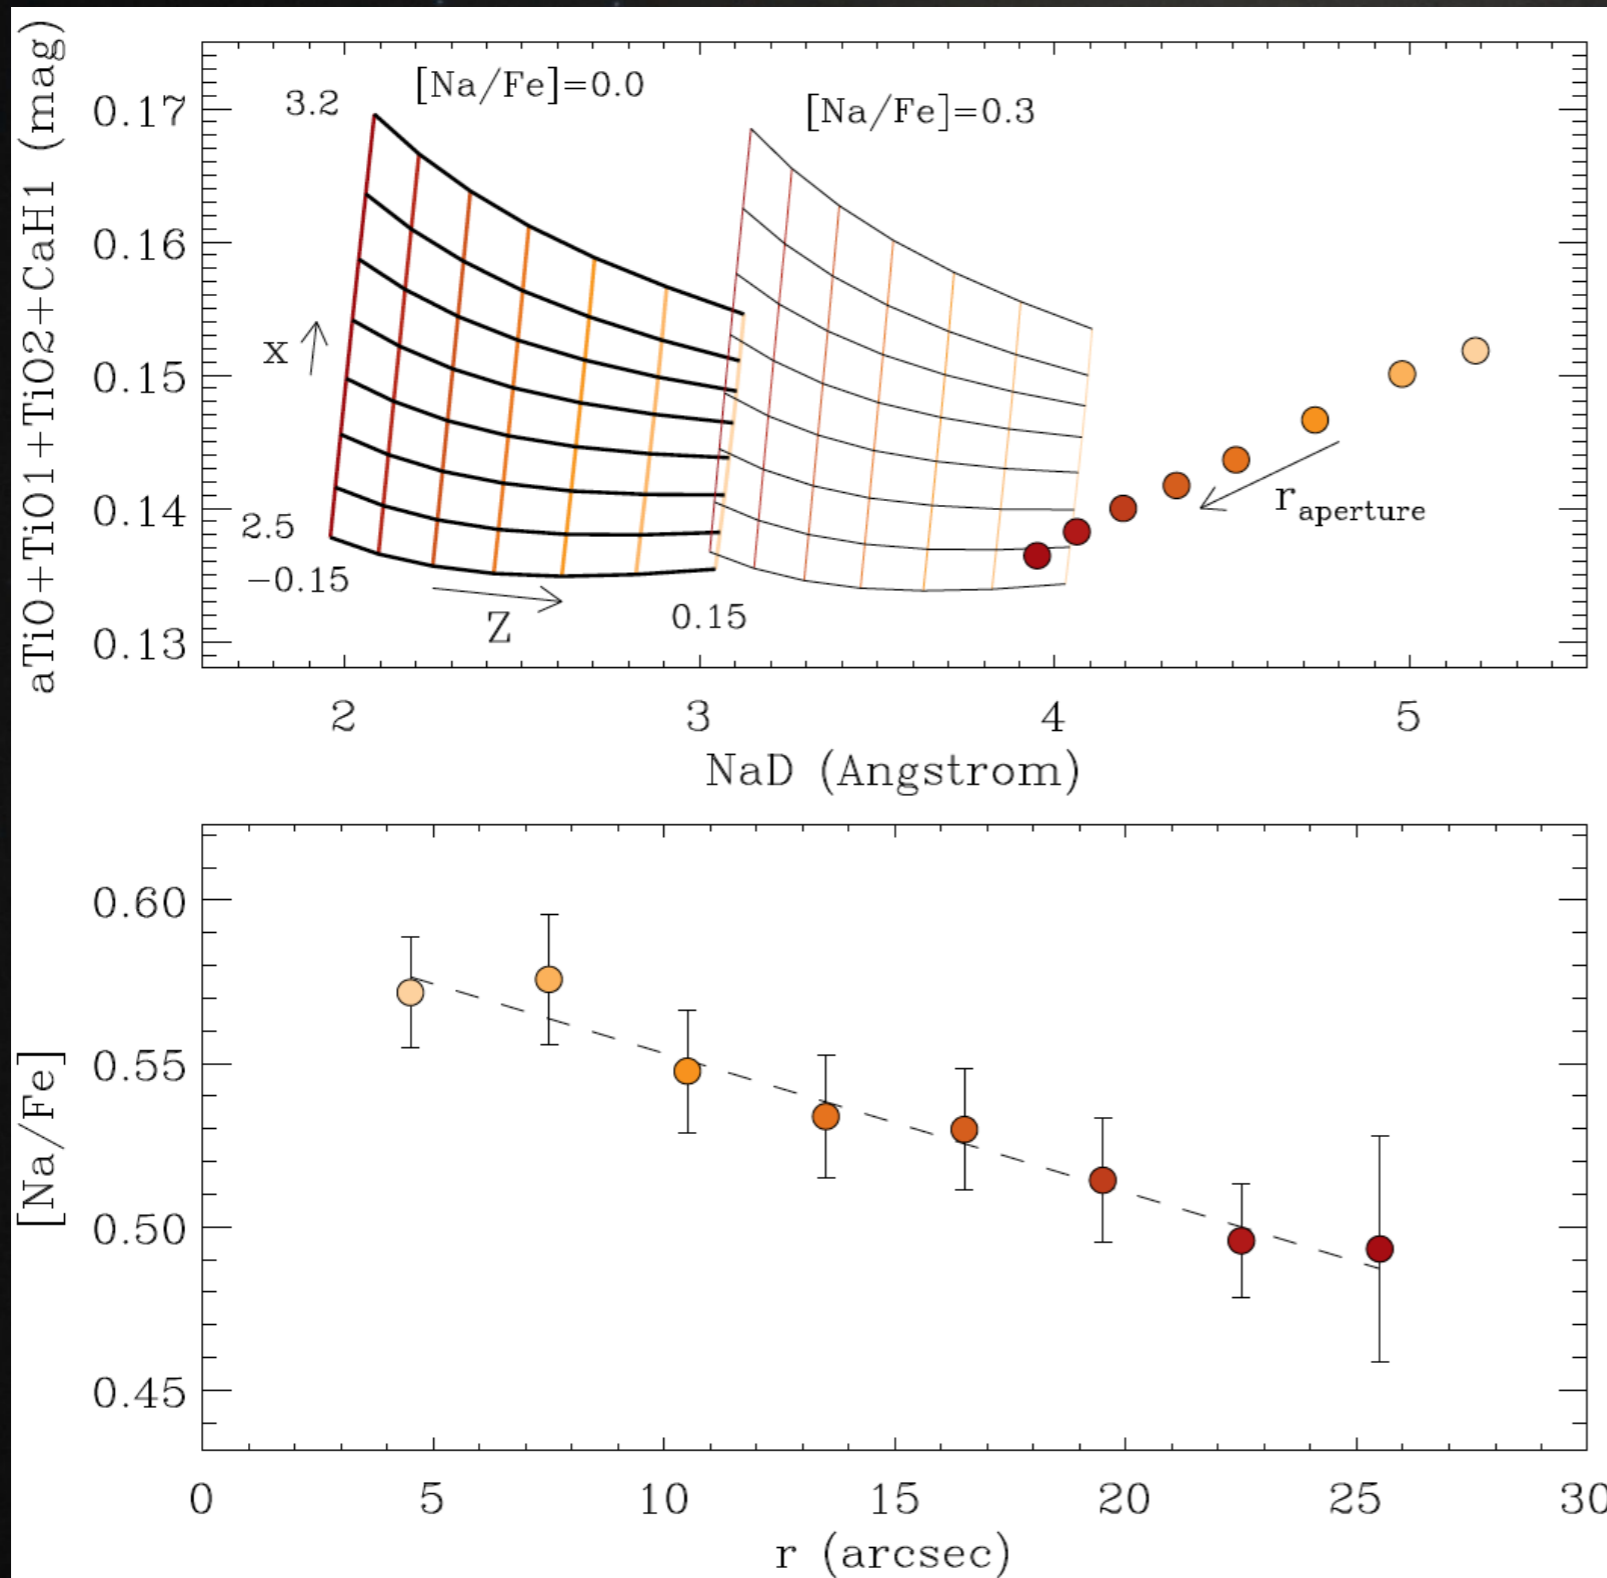 aTiO+TiO1+TiO2+CaH1 (mag)
0.17
0.16
0.15
0.14
0.13
3.2
[Na/Fe]=0.0
[Na/Fe]=0.3
x
2.5
−0.15
Z
0.15
r aperture
2 3 4 5
NaD (Angstrom)
[Na/Fe]
0.60
0.55
0.50
0.45
0 5 10 15 20 25 30
r (arcsec)